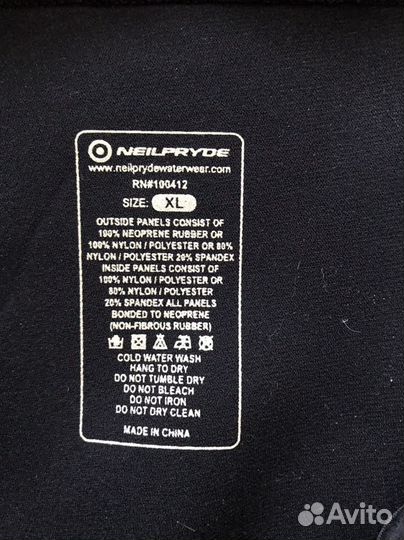 NEILPRYDE
www.neilprydewaterwear.com
RN#100412
SIZE: XL
OUTSIDE PANELS CONSIST OF
100% NEOPRENE RUBBER OR
100% NYLON / POLYESTER OR 80%
NYLON / POLYESTER 20% SPANDEX
INSIDE PANELS CONSIST OF
100% NYLON / POLYESTER OR
80% NYLON / POLYESTER
20% SPANDEX ALL PANELS
BONDED TO NEOPRENE
(NON-FIBROUS RUBBER)
COLD WATER WASH
HANG TO DRY
DO NOT TUMBLE DRY
DO NOT BLEACH
DO NOT IRON
DO NOT DRY CLEAN
MADE IN CHINA
Avito